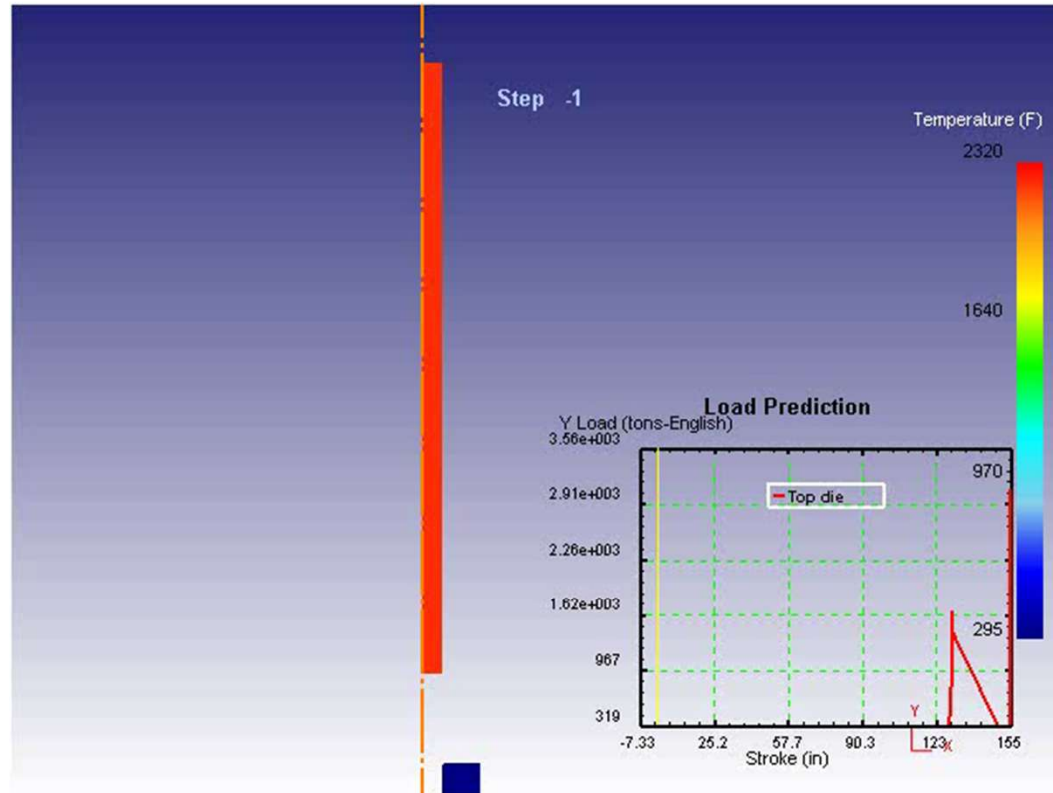 Step -1
Temperature (F)
2320
1640
970
295
Load Prediction
Y Load (tons-English)
3.56e+003
2.91e+003
2.26e+003
1.62e+003
967
319
Top die
-7.33 25.2 57.7 90.3 123 155
Stroke (in)
Y
X